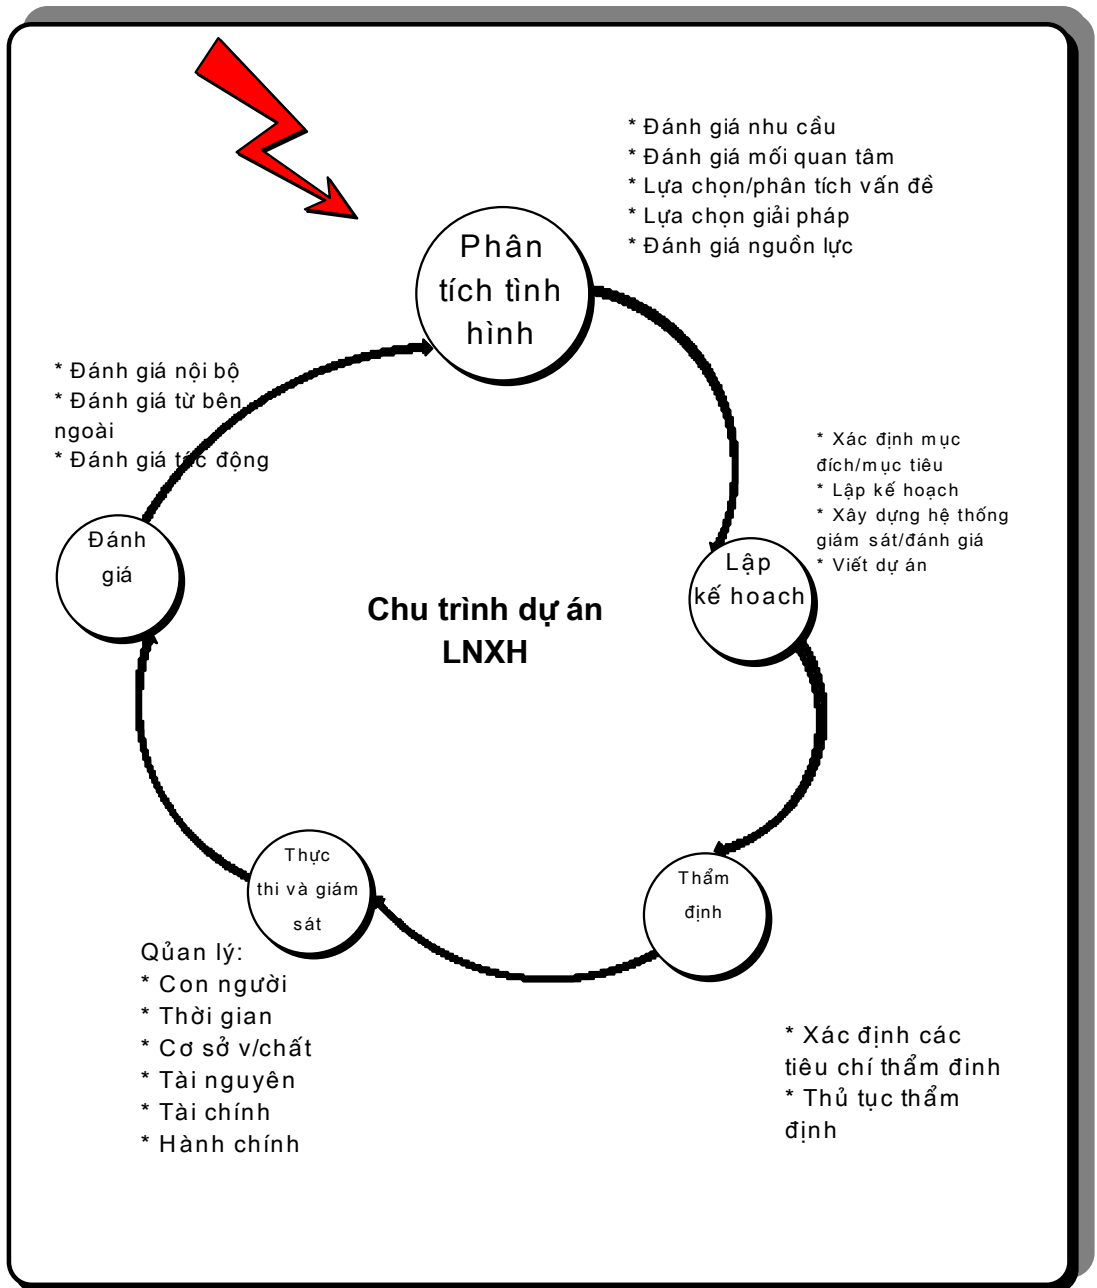 * Đánh giá nhu cầu
* Đánh giá mối quan tâm
* Lựa chọn/phân tích vấn đề
* Lựa chọn giải pháp
* Đánh giá nguồn lực
Phân
tích tình
hình
* Đánh giá nội bộ
* Đánh giá từ bên
ngoài
* Đánh giá tác động
* Xác định mục
đích/mục tiêu
* Lập kế hoạch
* Xây dựng hệ thống
giám sát/đánh giá
* Viết dự án
Đánh
giá
Lập
kế hoach
Chu trình dự án
LNXH
Thực
thi và giám
sát
Thẩm
định
Qủan lý:
* Con người
* Thời gian
* Cơ sở v/chất
* Tài nguyên
* Tài chính
* Hành chính
* Xác định các
tiêu chí thẩm đinh
* Thủ tục thẩm
định